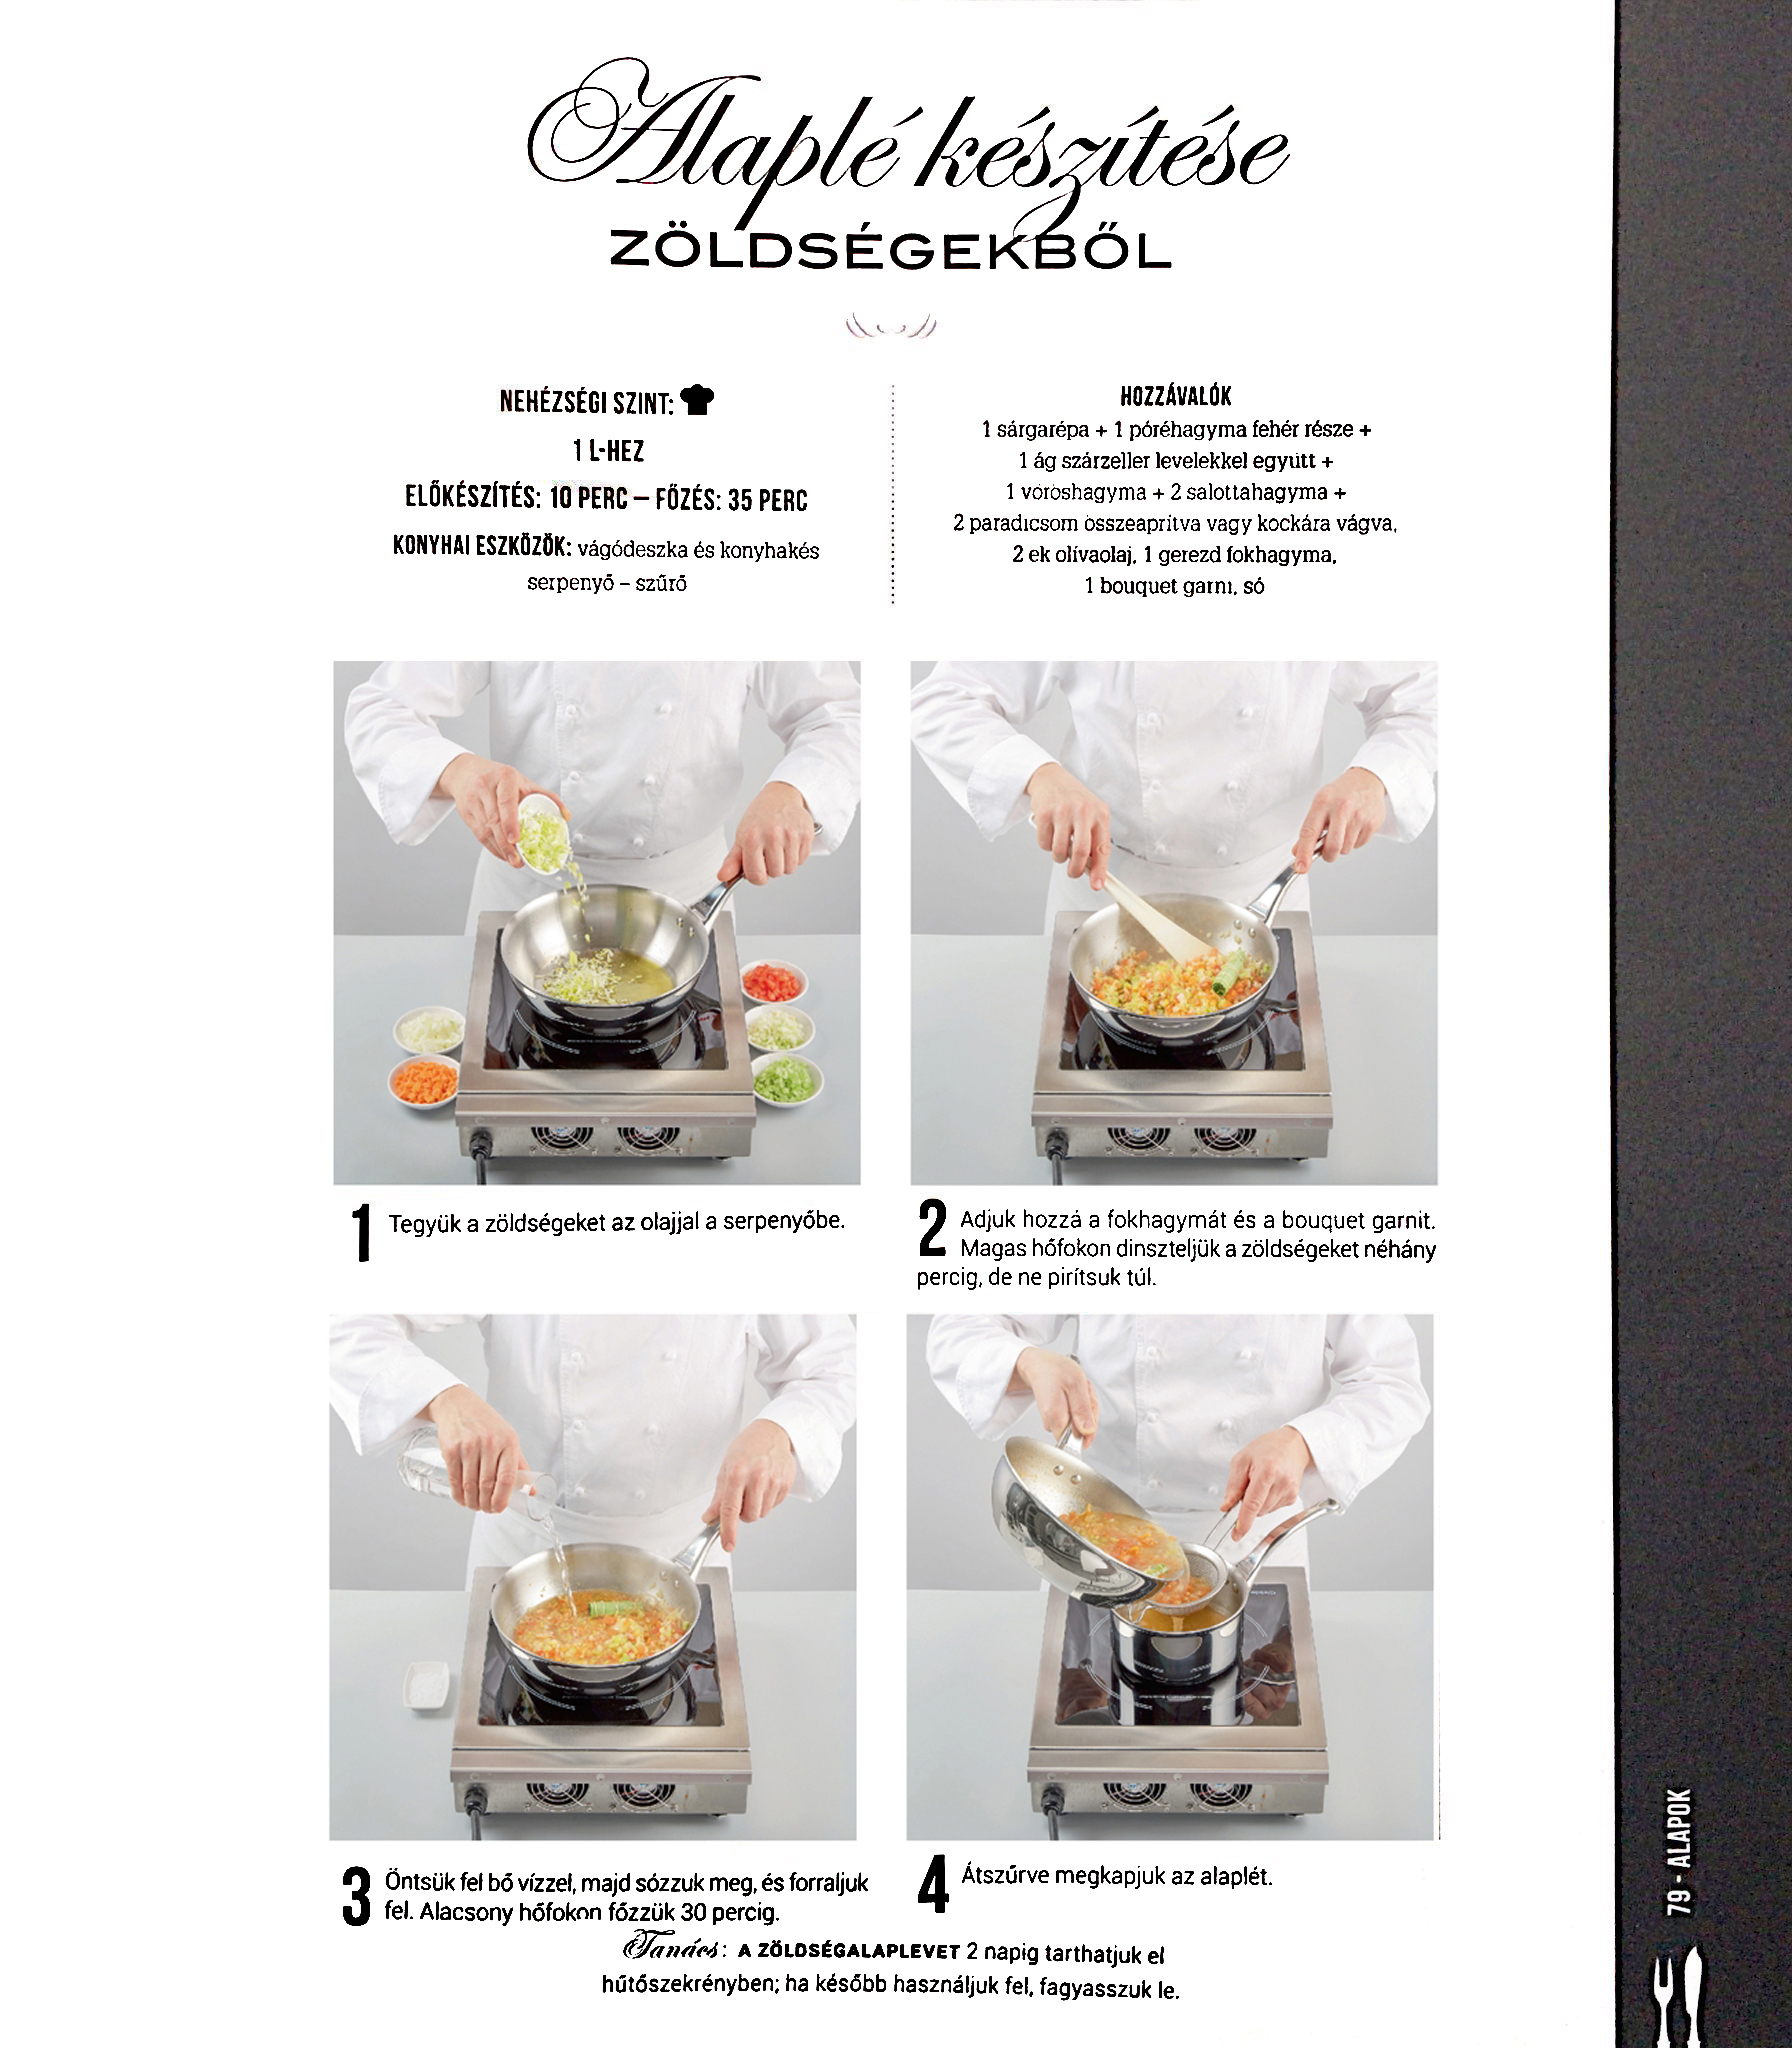 Alaplé készítése
ZÖLDSÉGEKBŐL
NEHÉZSÉGI SZINT:
1 L-HEZ
ELŐKÉSZÍTÉS: 10 PERC – FŐZÉS: 35 PERC
KONYHAI ESZKÖZÖK: vágódeszka és konyhakés
serpenyő – szűrő
HOZZÁVALÓK
1 sárgarépa + 1 póréhagyma fehér része +
1 ág szárzeller levelekkel együtt +
1 vöröshagyma + 2 salottahagyma +
2 paradicsom összeaprítva vagy kockára vágva,
2 ek olívaolaj, 1 gerezd fokhagyma,
1 bouquet garni, só
1 Tegyük a zöldségeket az olajjal a serpenyőbe.
2 Adjuk hozzá a fokhagymát és a bouquet garnit.
Magas hőfokon dinszteljük a zöldségeket néhány
percig, de ne pirítsuk túl.
3 Öntsük fel bő vízzel, majd sózzuk meg, és forraljuk
fel. Alacsony hőfokon főzzük 30 percig.
4 Átszűrve megkapjuk az alaplét.
Tanács: A ZÖLDSÉGALAPLEVET 2 napig tarthatjuk el
hűtőszekrényben; ha később használjuk fel, fagyasszuk le.
79 - ALAPOK